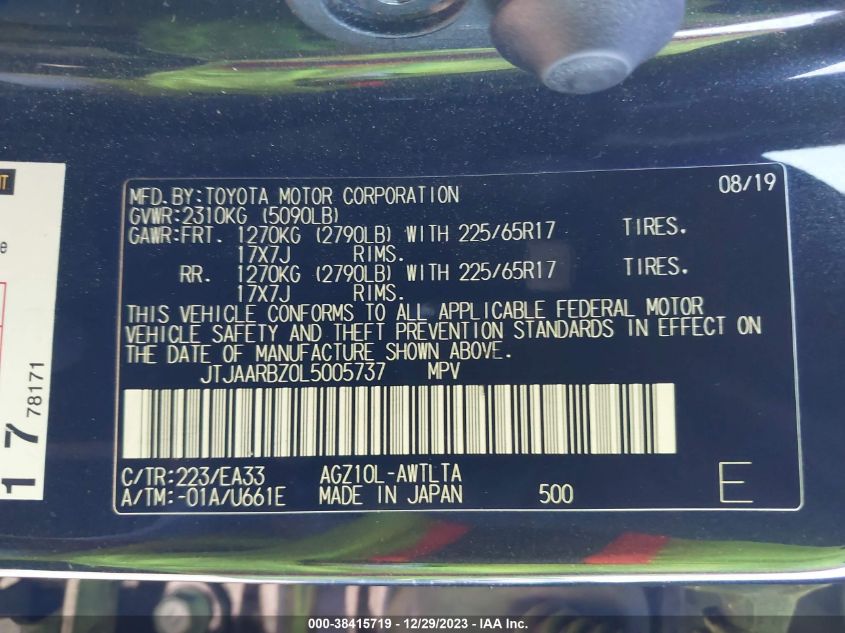 MFD.BY:TOYOTA MOTOR CORPORATION 08/19
GVWR:2310KG (5090LB)
GAWR:FRT. 1270KG (2790LB) WITH 225/65R17 TIRES.
17X7J RIMS.
RR. 1270KG (2790LB) WITH 225/65R17 TIRES.
17X7J RIMS.
THIS VEHICLE CONFORMS TO ALL APPLICABLE FEDERAL MOTOR
VEHICLE SAFETY AND THEFT PREVENTION STANDARDS IN EFFECT ON
THE DATE OF MANUFACTURE SHOWN ABOVE.
JTJAARBZ0L5005737 MPV
C/TR:223/EA33 AGZ10L-AWTLTA
A/TM:-01A/U661E MADE IN JAPAN 500 E
17 78171
000-38415719 - 12/29/2023 - IAA Inc.